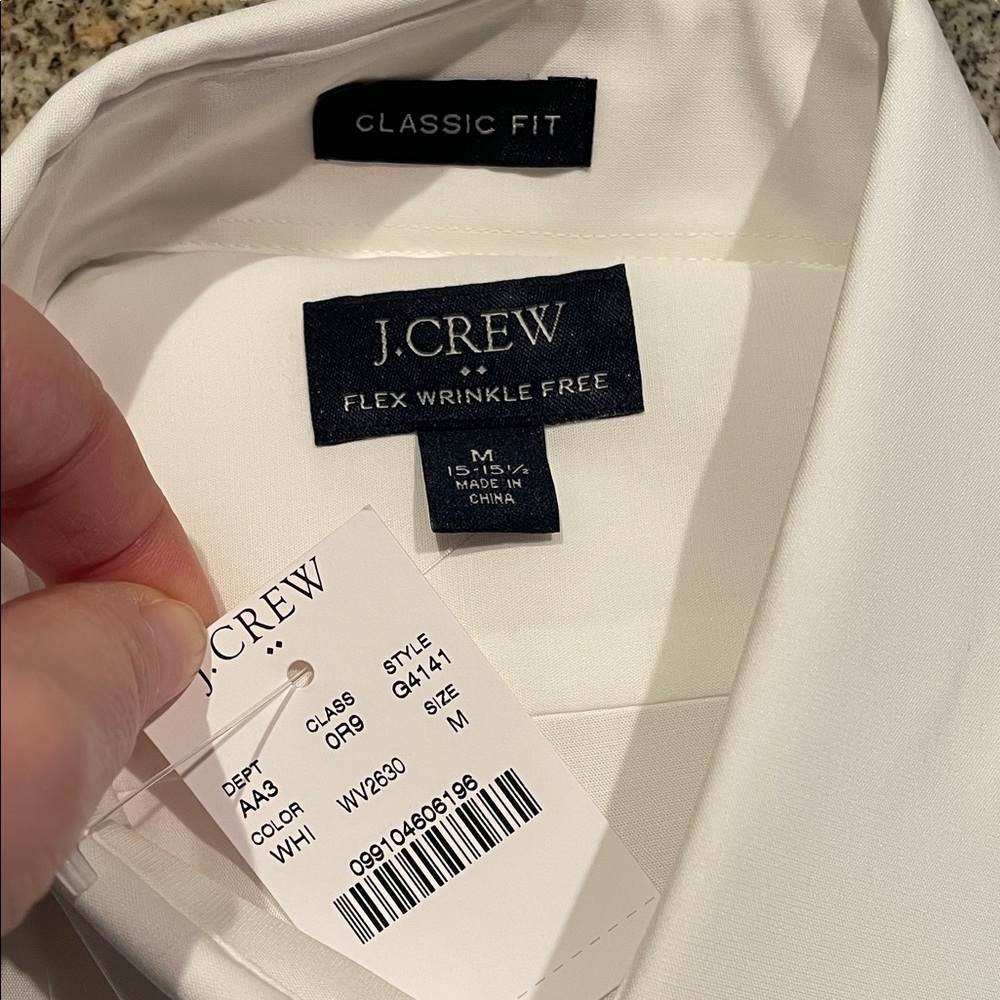 CLASSIC FIT
J.CREW
FLEX WRINKLE FREE
M
15-15½
MADE IN
CHINA
J.CREW
DEPT CLASS STYLE
AA3 0R9 G4141
COLOR SIZE
WHI WV2630 M
099104606196